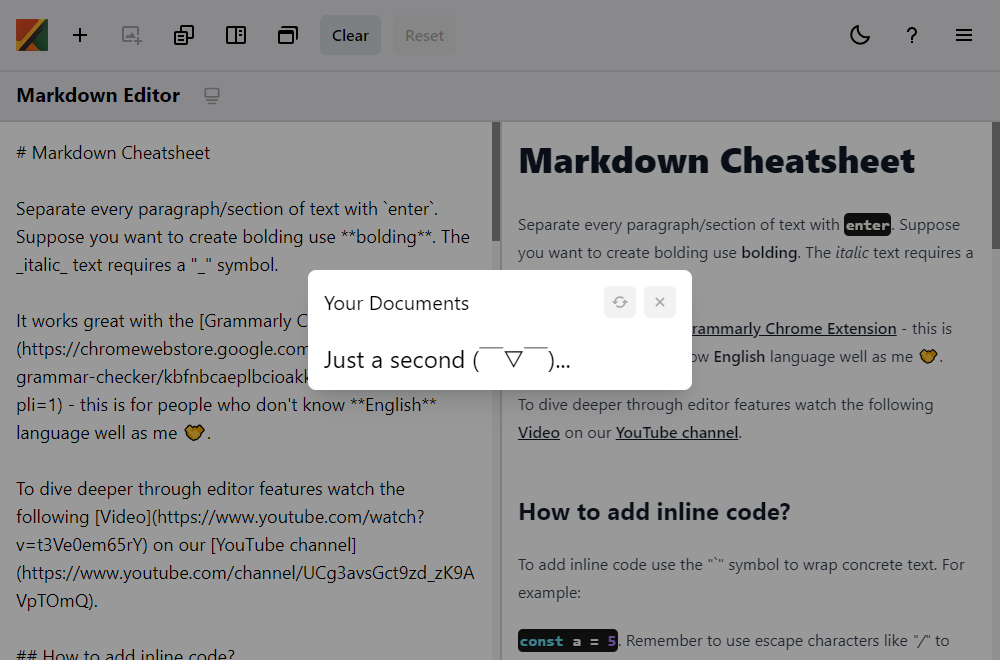 Clear
Reset
Markdown Editor
# Markdown Cheatsheet
Separate every paragraph/section of text with `enter`.
Suppose you want to create bolding use **bolding**. The
_italic_ text requires a "_" symbol.
It works great with the [Grammarly C
(https://chromewebstore.google.com
grammar-checker/kbfnbcaeplbcioakk
pli=1) - this is for people who don't know **English**
language well as me 🤝.
To dive deeper through editor features watch the
following [Video](https://www.youtube.com/watch?
v=t3Ve0em65rY) on our [YouTube channel]
(https://www.youtube.com/channel/UCg3avsGct9zd_zK9A
VpTOmQ).
## How to add inline code?
Your Documents
Just a second (￣▽￣)...
Markdown Cheatsheet
Separate every paragraph/section of text with enter. Suppose
you want to create bolding use bolding. The italic text requires a
rammarly Chrome Extension - this is
ow English language well as me 🤝.
To dive deeper through editor features watch the following
Video on our YouTube channel.
How to add inline code?
To add inline code use the "`" symbol to wrap concrete text. For
example:
const a = 5. Remember to use escape characters like "/" to